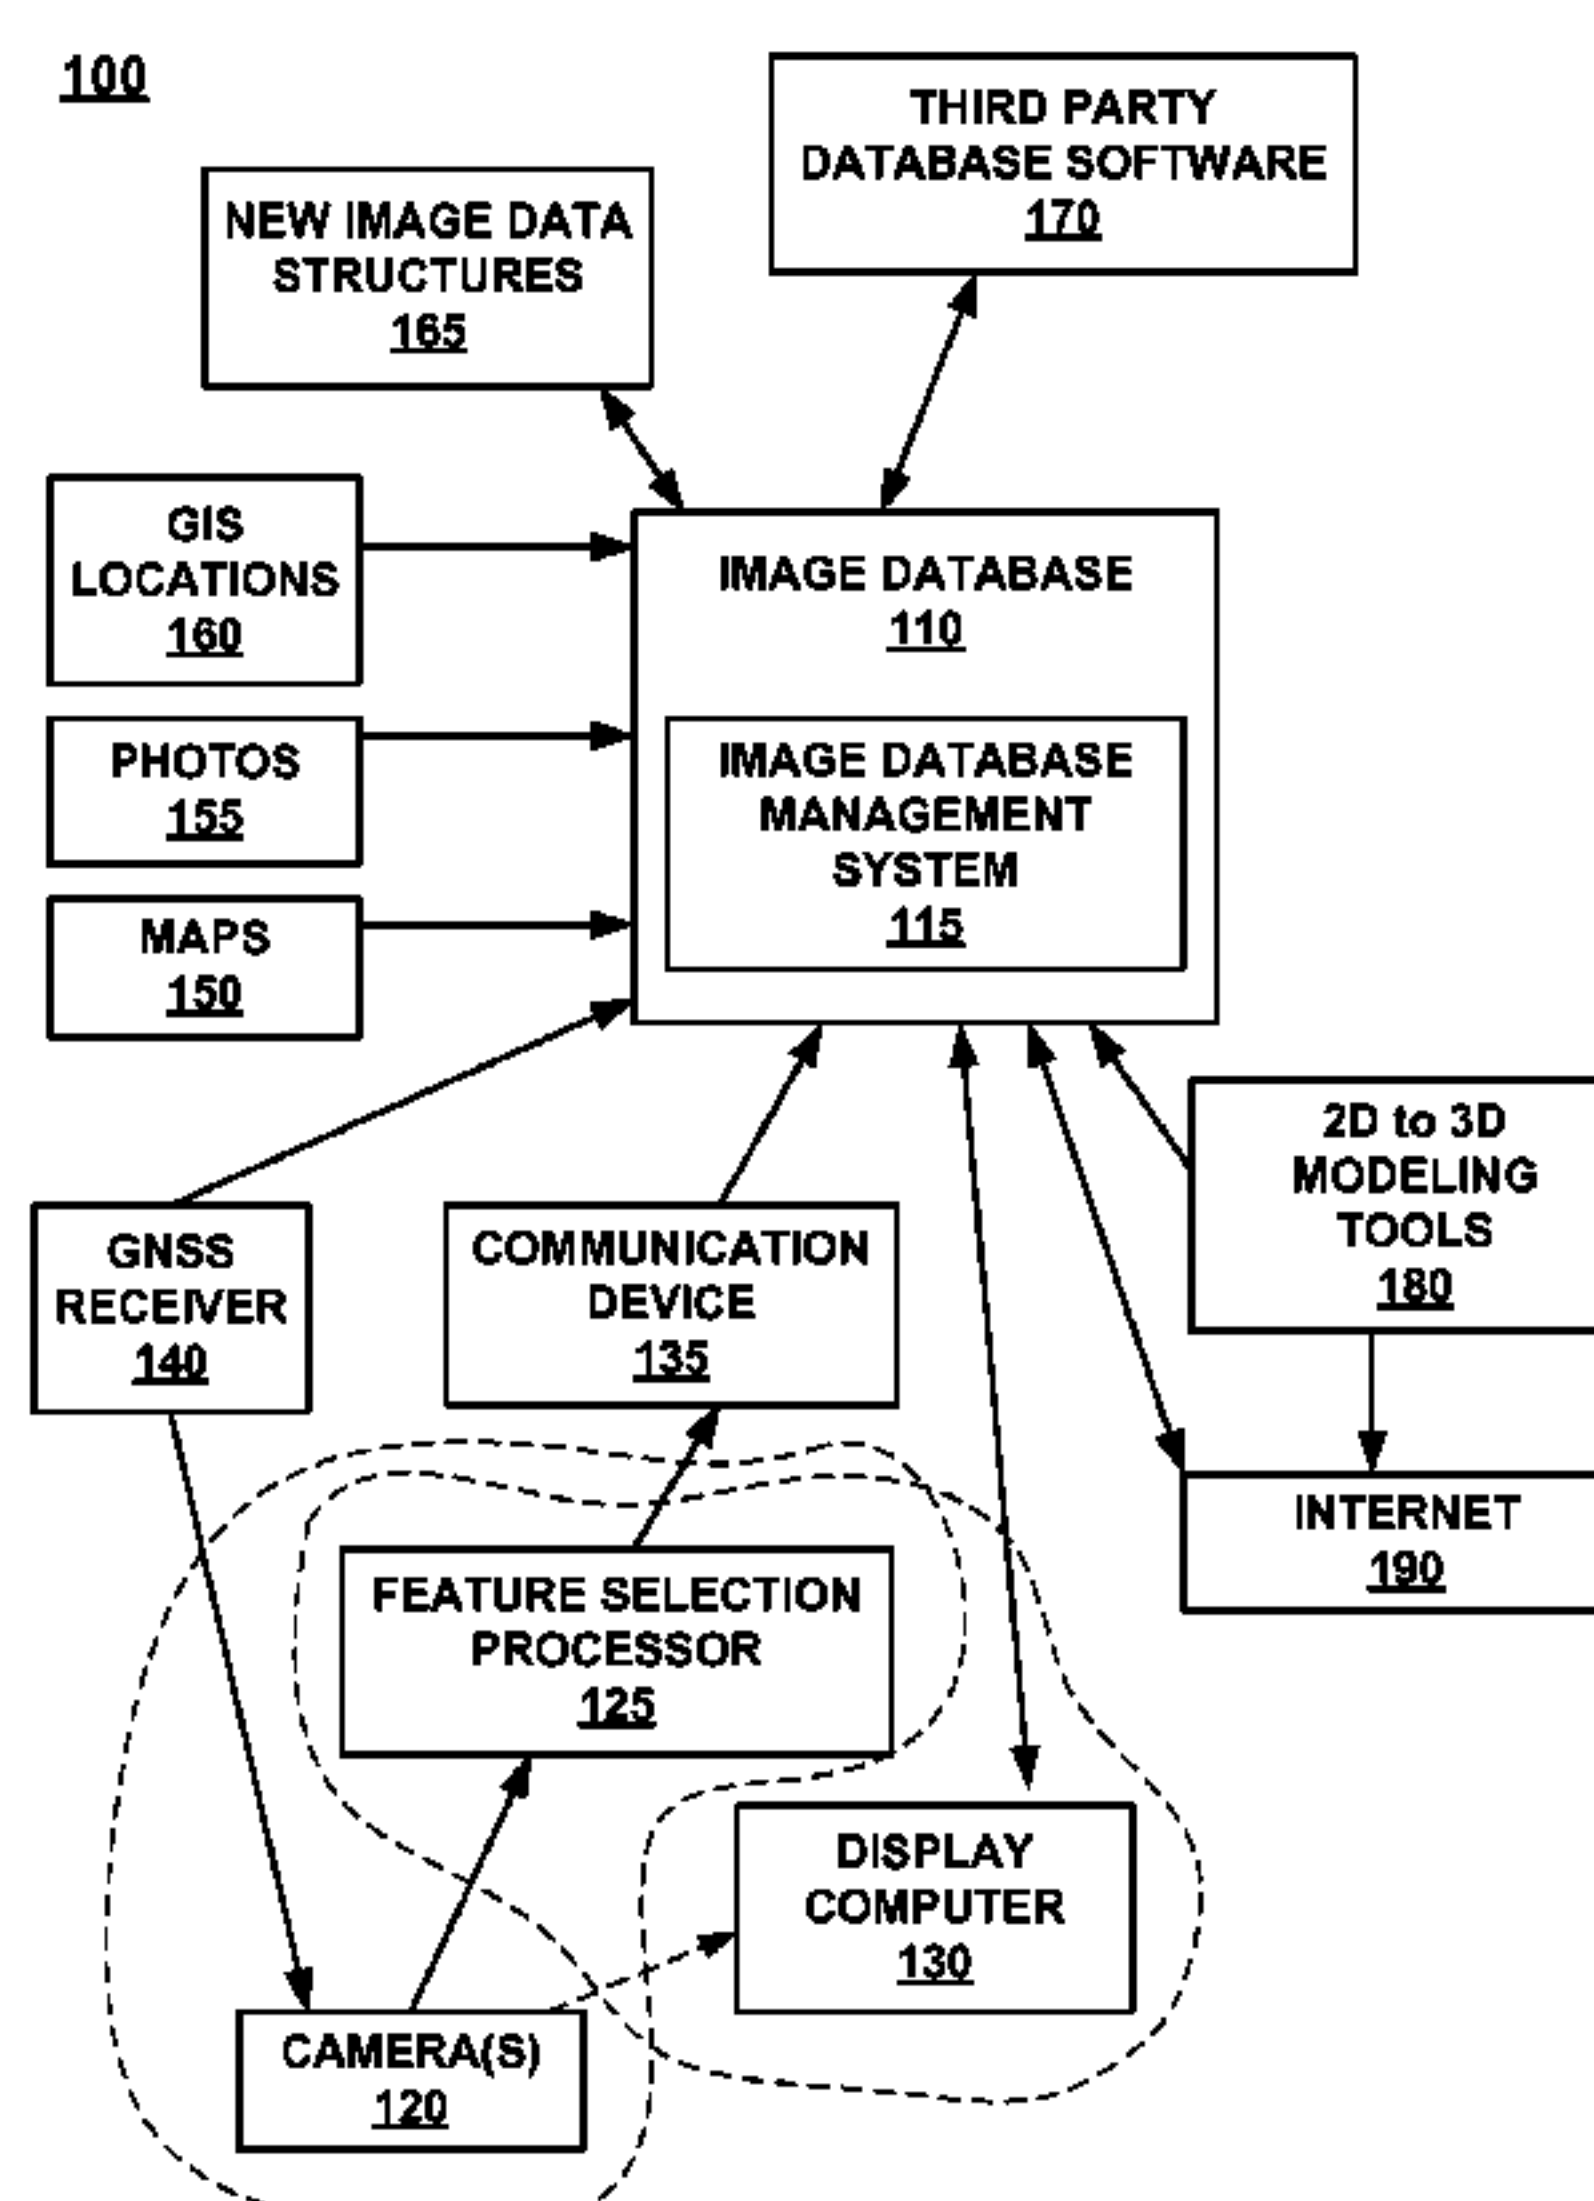 100
THIRD PARTY
DATABASE SOFTWARE
170
NEW IMAGE DATA
STRUCTURES
165
GIS
LOCATIONS
160
IMAGE DATABASE
110
PHOTOS
155
IMAGE DATABASE
MANAGEMENT
SYSTEM
115
MAPS
150
2D to 3D
MODELING
TOOLS
180
GNSS
RECEIVER
140
COMMUNICATION
DEVICE
135
INTERNET
190
FEATURE SELECTION
PROCESSOR
125
DISPLAY
COMPUTER
130
CAMERA(S)
120